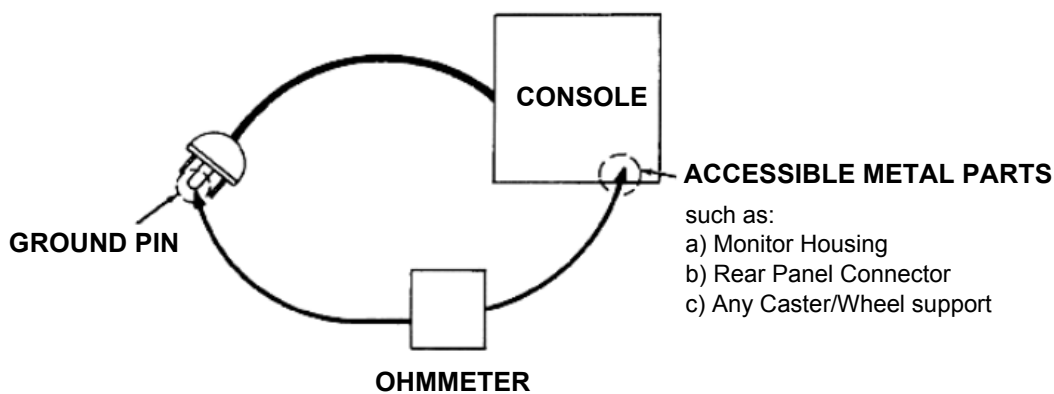 CONSOLE
ACCESSIBLE METAL PARTS
such as:
a) Monitor Housing
b) Rear Panel Connector
c) Any Caster/Wheel support
GROUND PIN
OHMMETER